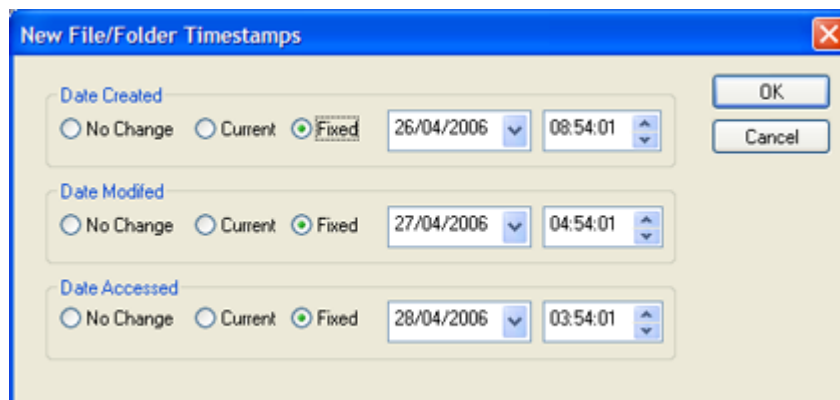 New File/Folder Timestamps
Date Created
No Change Current Fixed 26/04/2006 08:54:01
OK
Cancel
Date Modifed
No Change Current Fixed 27/04/2006 04:54:01
Date Accessed
No Change Current Fixed 28/04/2006 03:54:01